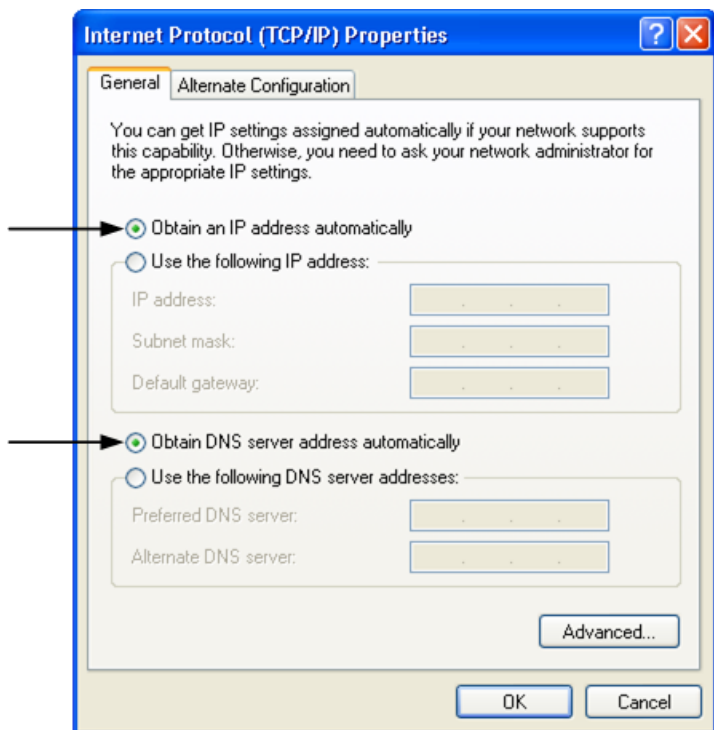 Internet Protocol (TCP/IP) Properties
General
Alternate Configuration
You can get IP settings assigned automatically if your network supports
this capability. Otherwise, you need to ask your network administrator for
the appropriate IP settings.
Obtain an IP address automatically
Use the following IP address:
IP address:
Subnet mask:
Default gateway:
Obtain DNS server address automatically
Use the following DNS server addresses:
Preferred DNS server:
Alternate DNS server:
Advanced...
OK
Cancel